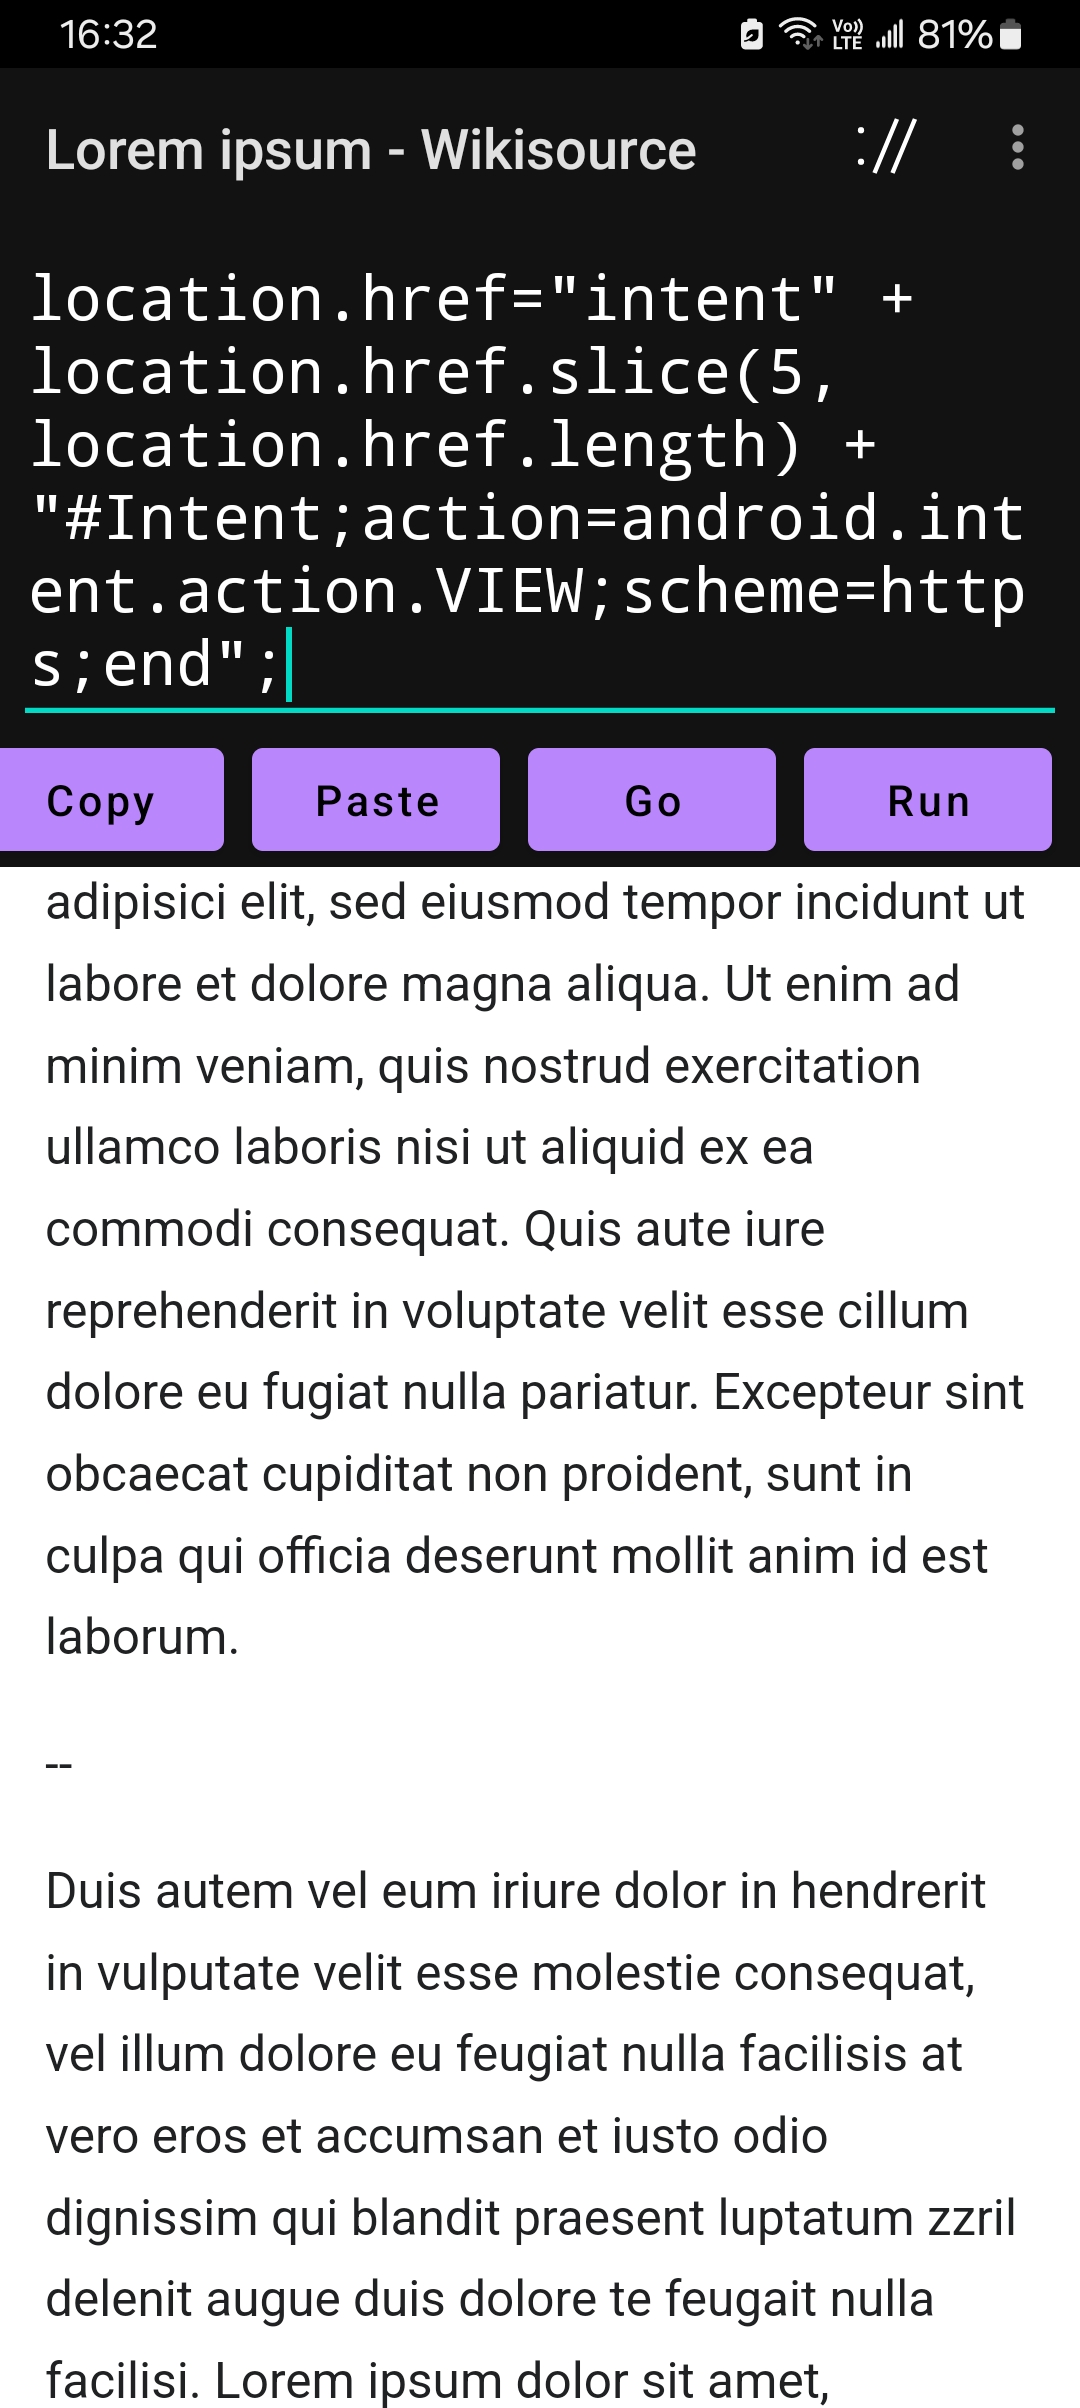 16:32 Vo)) LTE 81%
Lorem ipsum - Wikisource ://
location.href="intent" +
location.href.slice(5,
location.href.length) +
"#Intent;action=android.int
ent.action.VIEW;scheme=http
s;end";
Copy Paste Go Run
adipisici elit, sed eiusmod tempor incidunt ut
labore et dolore magna aliqua. Ut enim ad
minim veniam, quis nostrud exercitation
ullamco laboris nisi ut aliquid ex ea
commodi consequat. Quis aute iure
reprehenderit in voluptate velit esse cillum
dolore eu fugiat nulla pariatur. Excepteur sint
obcaecat cupiditat non proident, sunt in
culpa qui officia deserunt mollit anim id est
laborum.
--
Duis autem vel eum iriure dolor in hendrerit
in vulputate velit esse molestie consequat,
vel illum dolore eu feugiat nulla facilisis at
vero eros et accumsan et iusto odio
dignissim qui blandit praesent luptatum zzril
delenit augue duis dolore te feugait nulla
facilisi. Lorem ipsum dolor sit amet,